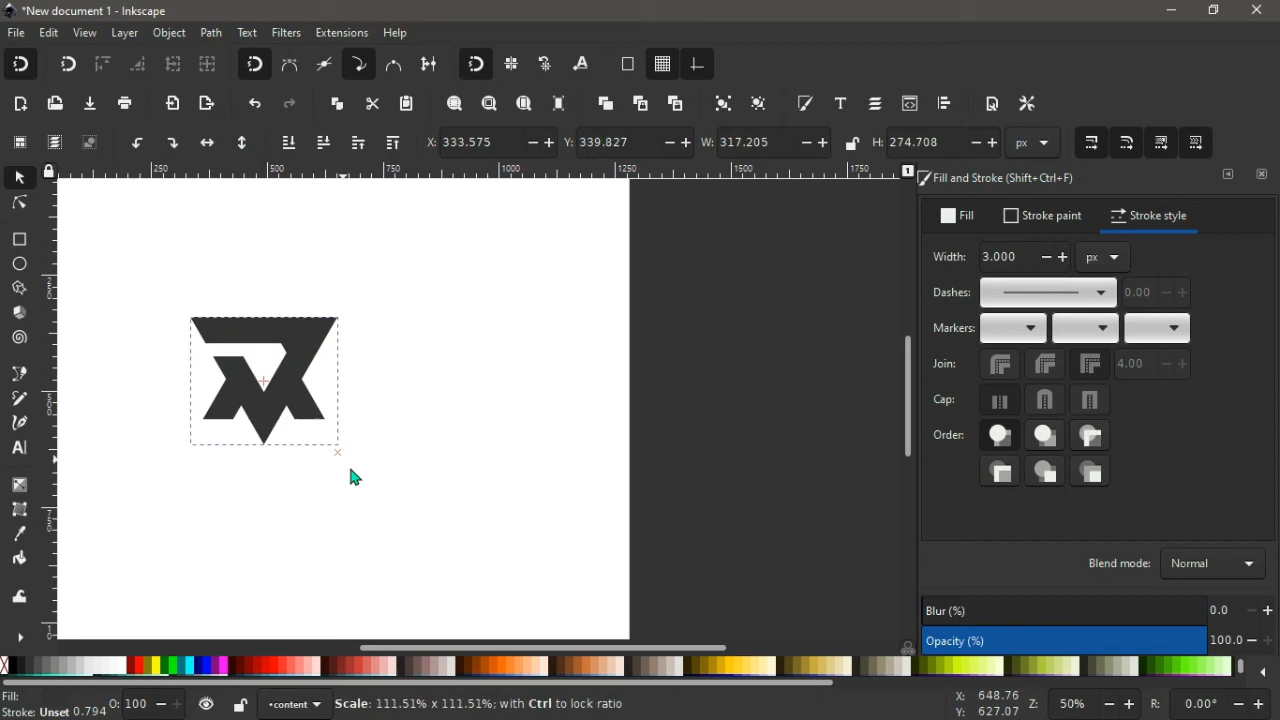 *New document 1 - Inkscape
File Edit View Layer Object Path Text Filters Extensions Help
X: 333.575 Y: 339.827 W: 317.205 H: 274.708 px
250 500 750 1000 1250 1500 1750 1
Fill and Stroke (Shift+Ctrl+F)
Fill Stroke paint Stroke style
Width: 3.000 px
Dashes: 0.00
Markers:
Join: 4.00
Cap:
Order:
Blend mode: Normal
Blur (%) 0.0
Opacity (%) 100.0
Fill:
Stroke: Unset 0.794 O: 100 •content Scale: 111.51% x 111.51%; with Ctrl to lock ratio X: 648.76 Z: 50% R: 0.00°
Y: 627.07